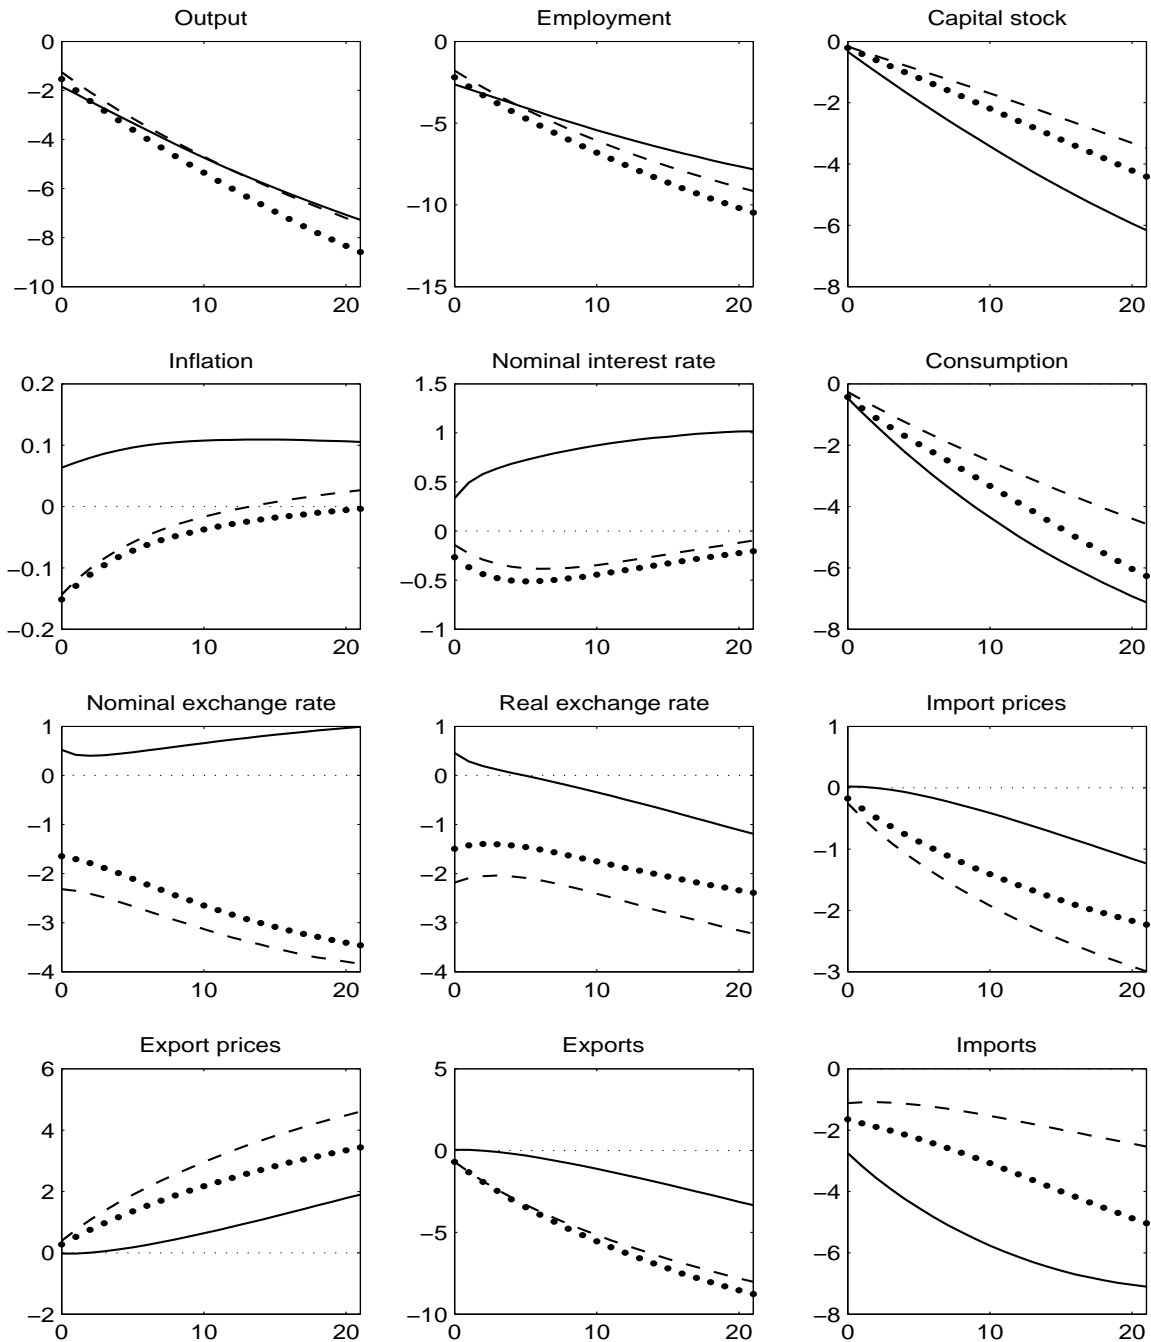 Output Employment Capital stock
0 0 0
−2 −5 −2
−4 −10 −4
−6 −15 −6
−8 −8
−10
0 10 20 0 10 20 0 10 20
Inflation Nominal interest rate Consumption
0.2 1.5 0
0.1 1 −2
0 0.5 −4
−0.1 0 −6
−0.2 −0.5 −8
−1
0 10 20 0 10 20 0 10 20
Nominal exchange rate Real exchange rate Import prices
1 1 1
0 0 0
−1 −1 −1
−2 −2 −2
−3 −3 −3
−4 −4
0 10 20 0 10 20 0 10 20
Export prices Exports Imports
6 5 0
4 0 −2
2 −5 −4
0 −10 −6
−2 −8
0 10 20 0 10 20 0 10 20